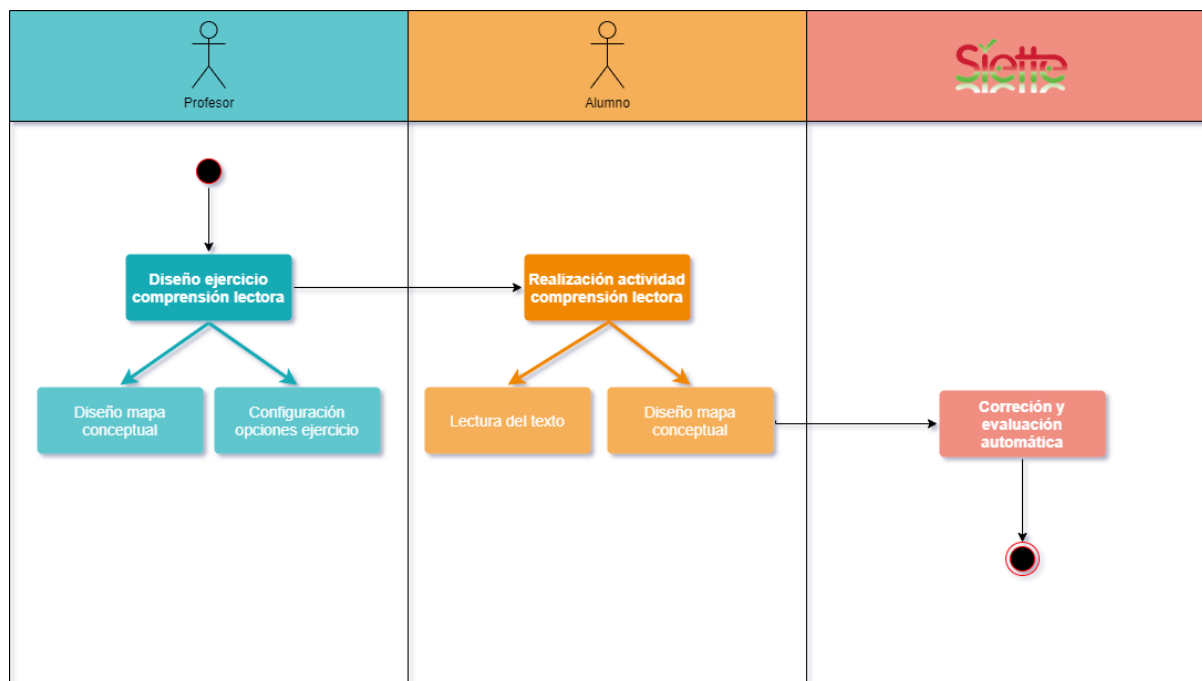 Profesor
Alumno
Siette
Diseño ejercicio
comprensión lectora
Realización actividad
comprensión lectora
Diseño mapa
conceptual
Configuración
opciones ejercicio
Lectura del texto
Diseño mapa
conceptual
Correción y
evaluación
automática